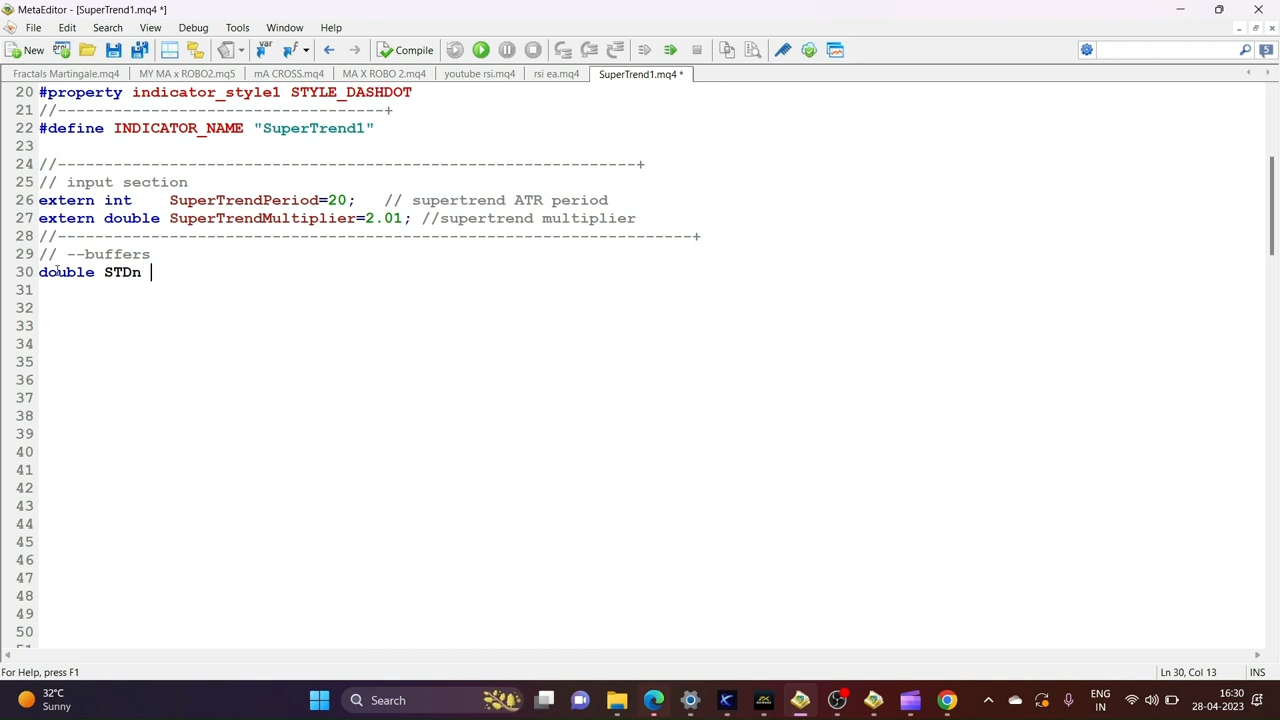 MetaEditor - [SuperTrend1.mq4 *]
File Edit Search View Debug Tools Window Help
New var Compile 5
Fractals Martingale.mq4 MY MA x ROBO2.mq5 mA CROSS.mq4 MA X ROBO 2.mq4 youtube rsi.mq4 rsi ea.mq4 SuperTrend1.mq4 *
20 #property indicator_style1 STYLE_DASHDOT
21 //-----------------------------------+
22 #define INDICATOR_NAME "SuperTrend1"
23
24 //--------------------------------------------------------------+
25 // input section
26 extern int SuperTrendPeriod=20; // supertrend ATR period
27 extern double SuperTrendMultiplier=2.01; //supertrend multiplier
28 //--------------------------------------------------------------------+
29 // --buffers
30 double STDn
31
32
33
34
35
36
37
38
39
40
41
42
43
44
45
46
47
48
49
50
For Help, press F1 Ln 30, Col 13 INS
32°C
Sunny
Search
ENG
IN
16:30
28-04-2023